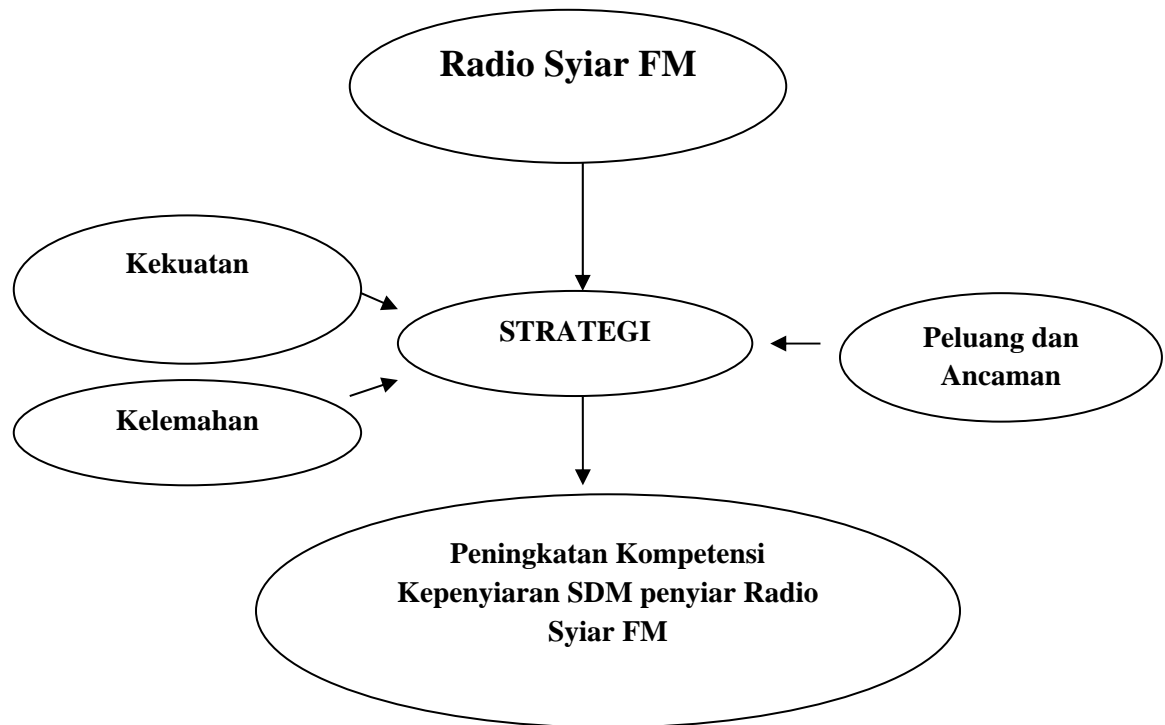 Radio Syiar FM
Kekuatan
STRATEGI
Peluang dan
Ancaman
Kelemahan
Peningkatan Kompetensi
Kepenyiaran SDM penyiar Radio
Syiar FM